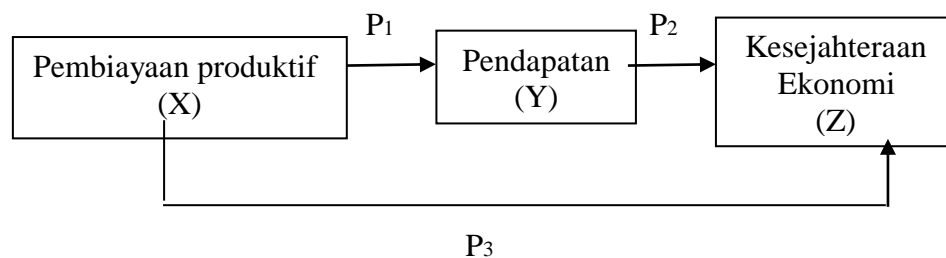 P1
P2
Pembiayaan produktif
(X)
Pendapatan
(Y)
Kesejahteraan
Ekonomi
(Z)
P3